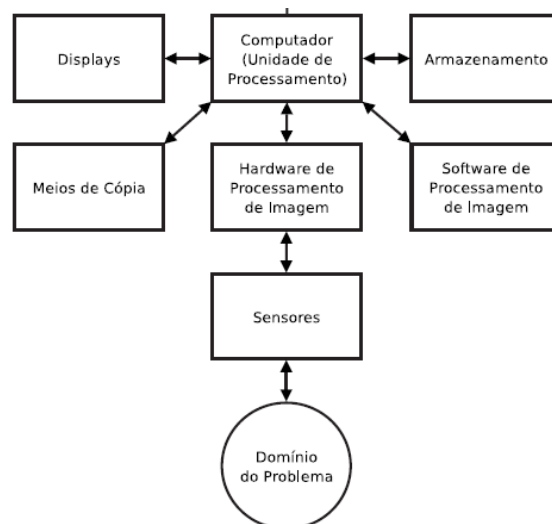 Displays
Computador
(Unidade de
Processamento)
Armazenamento
Meios de Cópia
Hardware de
Processamento
de Imagem
Software de
Processamento
de Imagem
Sensores
Domínio
do Problema